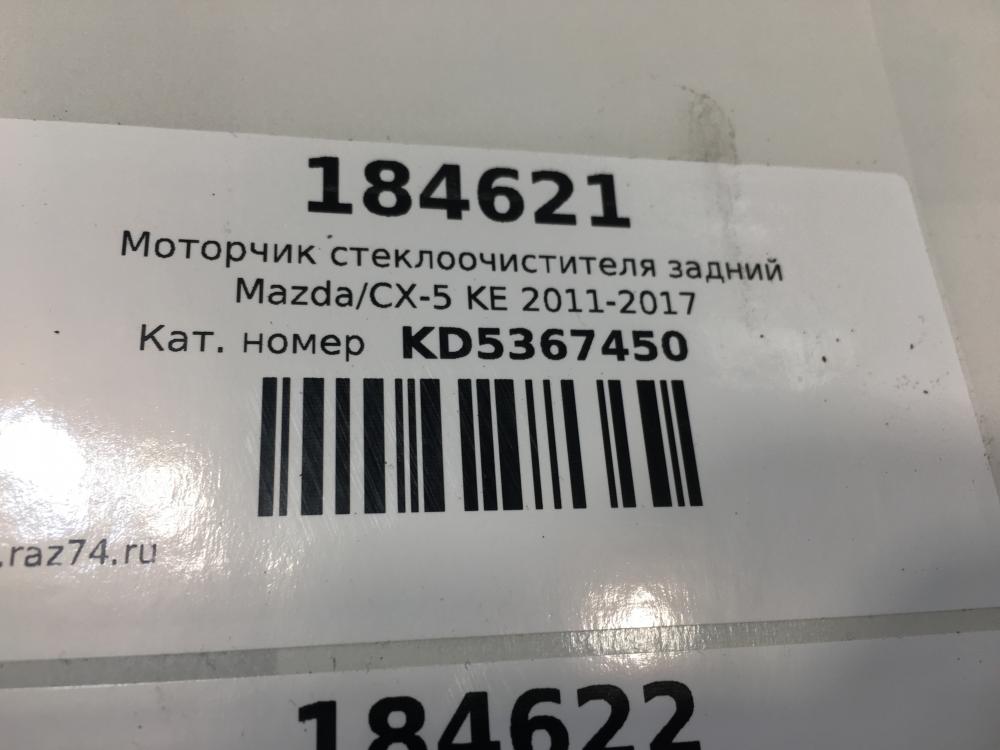 184621
Моторчик стеклоочистителя задний
Mazda/CX-5 KE 2011-2017
Кат. номер KD5367450
.raz74.ru
184622